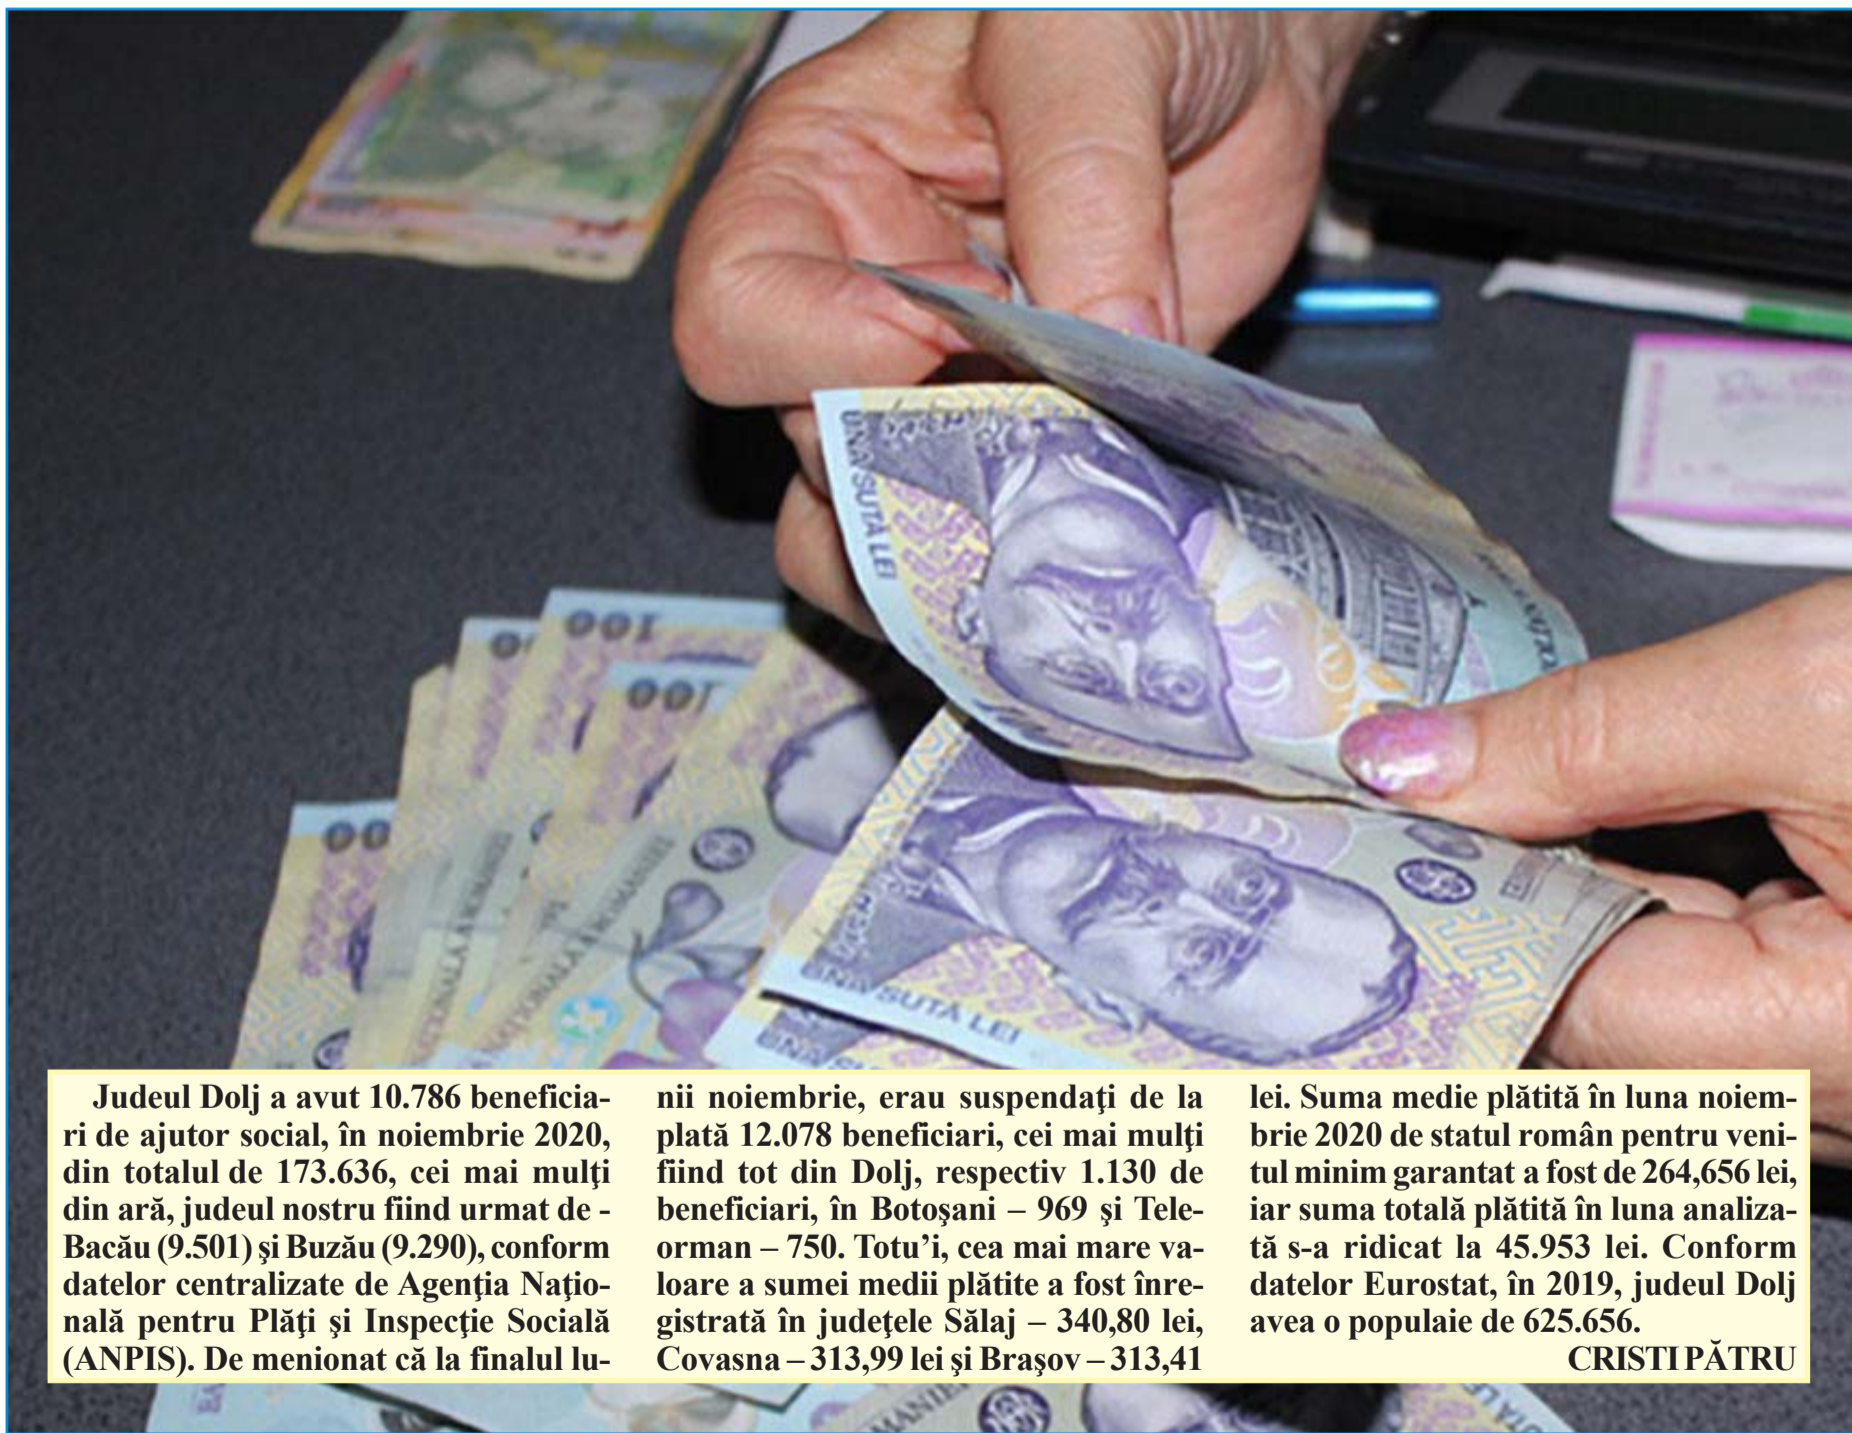 UNA SUTĂ LEI
100
100
NAŢIONALĂ A ROMÂNIEI
UNA SUTĂ LEI
Judeul Dolj a avut 10.786 beneficia-
ri de ajutor social, în noiembrie 2020,
din totalul de 173.636, cei mai mulţi
din ară, judeul nostru fiind urmat de -
Bacău (9.501) şi Buzău (9.290), conform
datelor centralizate de Agenţia Naţio-
nală pentru Plăţi şi Inspecţie Socială
(ANPIS). De menionat că la finalul lu-
nii noiembrie, erau suspendaţi de la
plată 12.078 beneficiari, cei mai mulţi
fiind tot din Dolj, respectiv 1.130 de
beneficiari, în Botoşani – 969 şi Tele-
orman – 750. Totu'i, cea mai mare va-
loare a sumei medii plătite a fost înre-
gistrată în judeţele Sălaj – 340,80 lei,
Covasna – 313,99 lei şi Braşov – 313,41
lei. Suma medie plătită în luna noiem-
brie 2020 de statul român pentru veni-
tul minim garantat a fost de 264,656 lei,
iar suma totală plătită în luna analiza-
tă s-a ridicat la 45.953 lei. Conform
datelor Eurostat, în 2019, judeul Dolj
avea o populaie de 625.656.
CRISTI PĂTRU